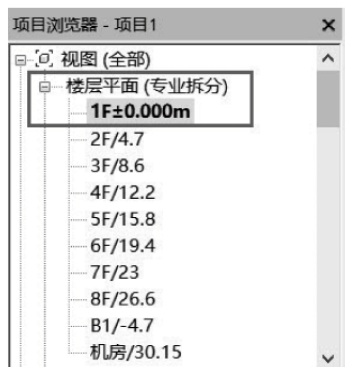 项目浏览器 - 项目1
视图 (全部)
楼层平面 (专业拆分)
1F±0.000m
2F/4.7
3F/8.6
4F/12.2
5F/15.8
6F/19.4
7F/23
8F/26.6
B1/-4.7
机房/30.15